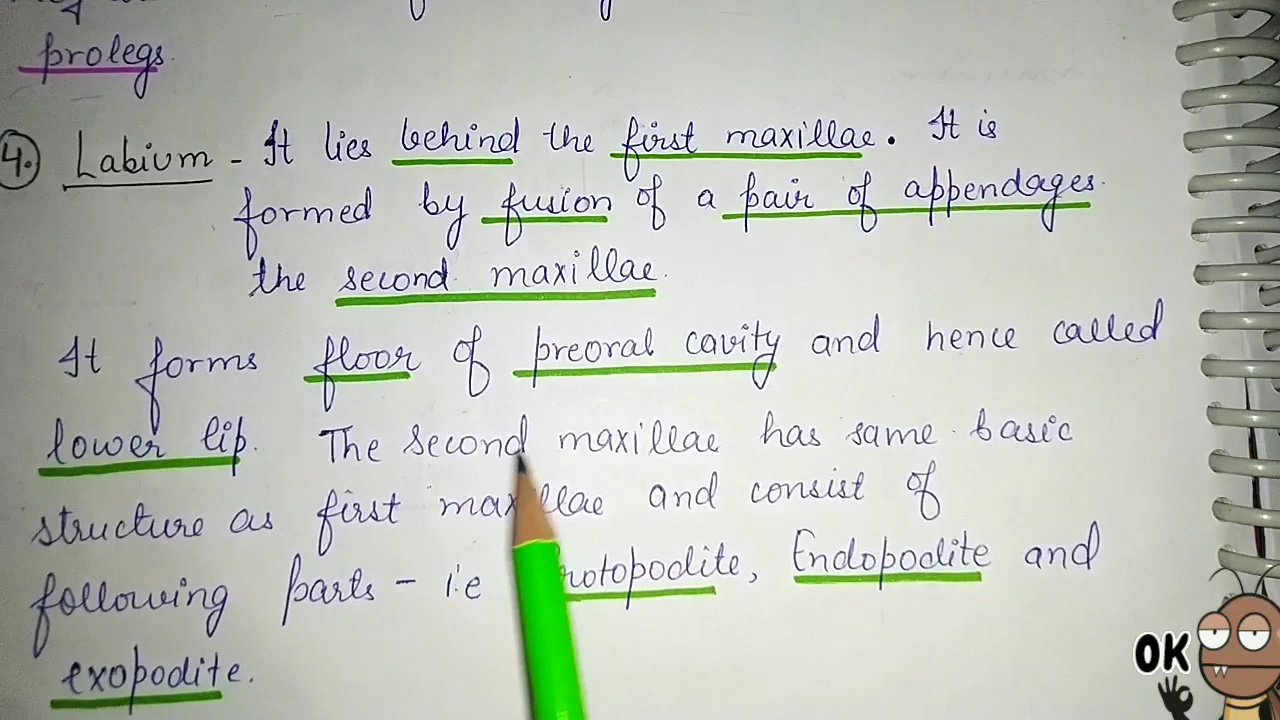 prolegs.
4. Labium - It lies behind the first maxillae. It is
formed by fusion of a pair of appendages.
the second maxillae.
It forms floor of preoral cavity and hence called
lower lip. The second maxillae has same basic
structure as first maxillae and consist of
following parts - i.e Protopodite, Endopodite and
exopodite.
OK